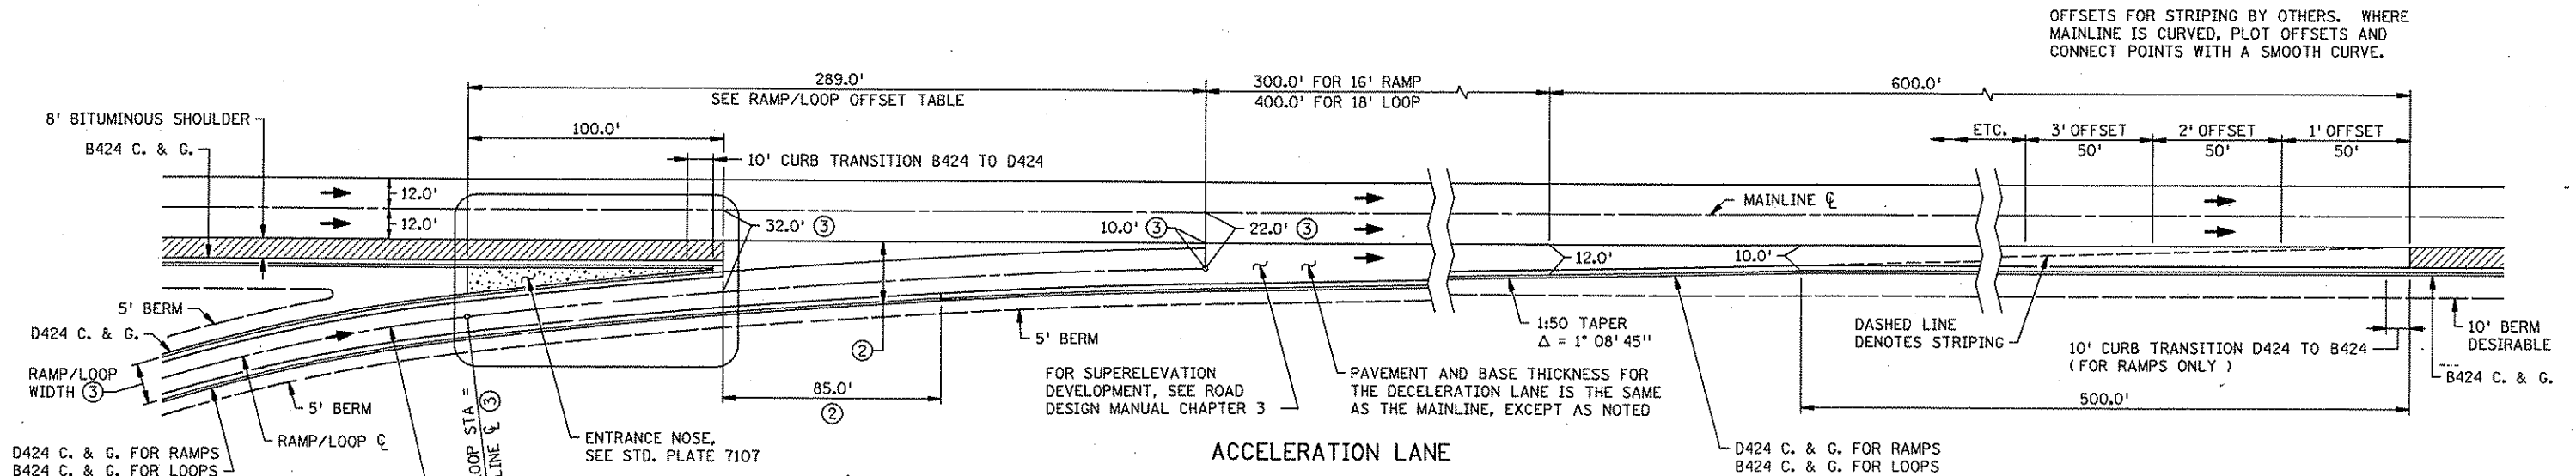 OFFSETS FOR STRIPING BY OTHERS. WHERE
MAINLINE IS CURVED, PLOT OFFSETS AND
CONNECT POINTS WITH A SMOOTH CURVE.
289.0'
SEE RAMP/LOOP OFFSET TABLE
300.0' FOR 16' RAMP
400.0' FOR 18' LOOP
600.0'
8' BITUMINOUS SHOULDER
B424 C. & G.
100.0'
10' CURB TRANSITION B424 TO D424
ETC.
3' OFFSET
2' OFFSET
1' OFFSET
50'
50'
50'
12.0'
12.0'
32.0' ③
10.0' ③
22.0' ③
MAINLINE ℄
12.0'
10.0'
5' BERM
D424 C. & G.
RAMP/LOOP
WIDTH ③
5' BERM
RAMP/LOOP ℄
D424 C. & G. FOR RAMPS
B424 C. & G. FOR LOOPS
OOP STA =
LINE ℄ ③
ENTRANCE NOSE,
SEE STD. PLATE 7107
②
85.0'
②
5' BERM
FOR SUPERELEVATION
DEVELOPMENT, SEE ROAD
DESIGN MANUAL CHAPTER 3
PAVEMENT AND BASE THICKNESS FOR
THE DECELERATION LANE IS THE SAME
AS THE MAINLINE, EXCEPT AS NOTED
1:50 TAPER
Δ = 1° 08' 45"
DASHED LINE
DENOTES STRIPING
10' CURB TRANSITION D424 TO B424
( FOR RAMPS ONLY )
10' BERM
DESIRABLE
B424 C. & G.
500.0'
ACCELERATION LANE
D424 C. & G. FOR RAMPS
B424 C. & G. FOR LOOPS